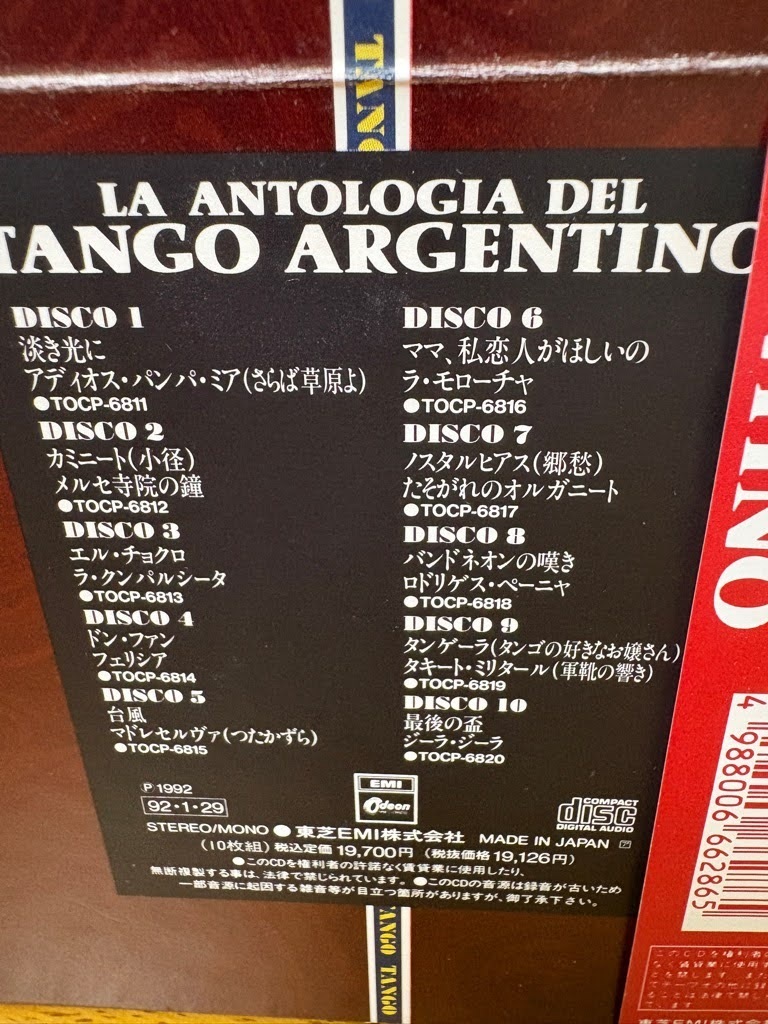 TANG
LA ANTOLOGIA DEL
TANGO ARGENTINO
DISCO 1
淡き光に
アディオス・パンパ・ミア(さらば草原よ)
●TOCP-6811
DISCO 2
カミニート(小径)
メルセ寺院の鐘
●TOCP-6812
DISCO 3
エル・チョクロ
ラ・クンパルシータ
●TOCP-6813
DISCO 4
ドン・ファン
フェリシア
●TOCP-6814
DISCO 5
台風
マドレセルヴァ(つたかずら)
●TOCP-6815
DISCO 6
ママ、私恋人がほしいの
ラ・モローチャ
●TOCP-6816
DISCO 7
ノスタルヒアス(郷愁)
たそがれのオルガニート
●TOCP-6817
DISCO 8
バンドネオンの嘆き
ロドリゲス・ペーニャ
●TOCP-6818
DISCO 9
タンゲーラ(タンゴの好きなお嬢さん)
タキート・ミリタール(軍靴の響き)
●TOCP-6819
DISCO 10
最後の盃
ジーラ・ジーラ
●TOCP-6820
Ⓟ1992
92・1・29
EMI
Odeon
COMPACT
disc
DIGITAL AUDIO
STEREO/MONO ● 東芝EMI株式会社 MADE IN JAPAN
(10枚組) 税込定価 19,700円 (税抜価格 19,126円)
●このCDを権利者の許諾なく賃貸業に使用したり、
無断複製する事は、法律で禁じられています。 ●このCDの音源は録音が古いため
一部音源に起因する雑音等が目立つ箇所がありますが、御了承下さい。
TANGO TANGO
TINO
4 988006 662865
東芝EMI株式